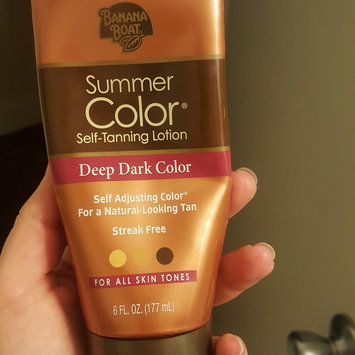 BANANA
BOAT
Summer
Color®
Self-Tanning Lotion
Deep Dark Color
Self Adjusting Color®
For a Natural-Looking Tan
Streak Free
FOR ALL SKIN TONES
6 FL. OZ. (177 mL)